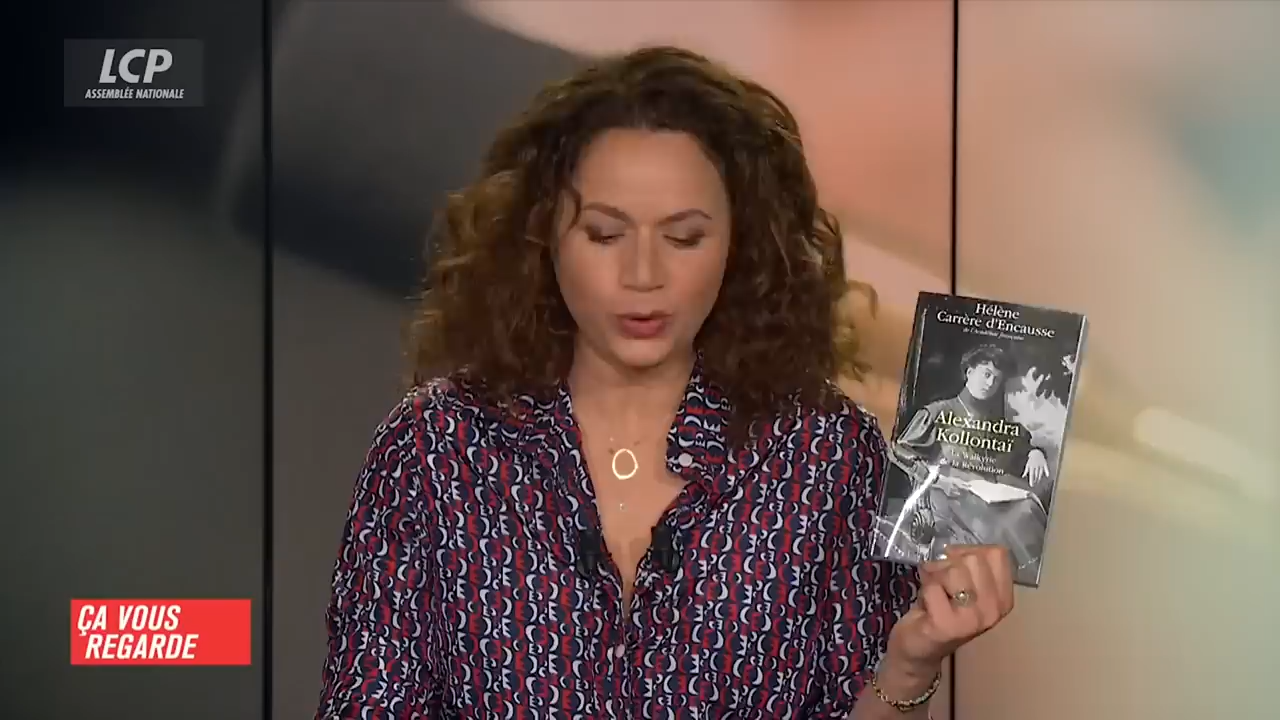 LCP
ASSEMBLÉE NATIONALE
Hélène
Carrère d'Encausse
de l'Académie française
Alexandra
Kollontaï
La Walkyrie
de la Révolution
ÇA VOUS
REGARDE